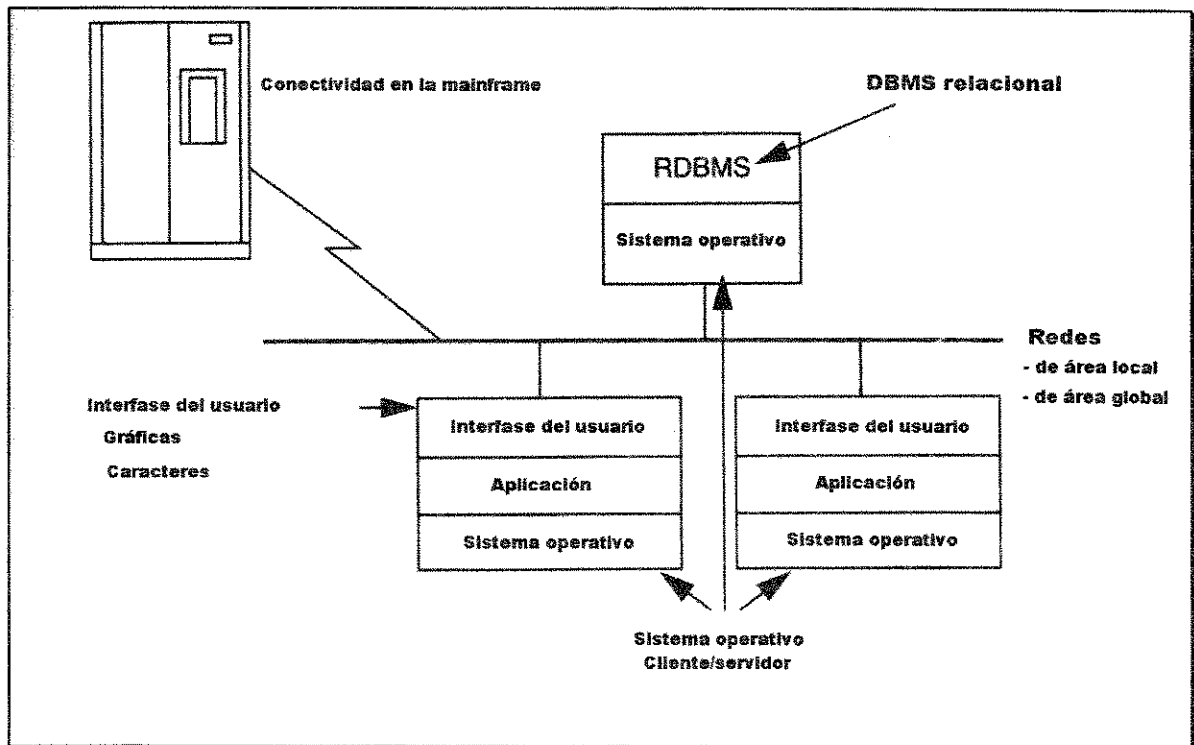 Conectividad en la mainframe
DBMS relacional
RDBMS
Sistema operativo
Redes
- de área local
- de área global
Interfase del usuario
Gráficas
Caracteres
Interfase del usuario
Aplicación
Sistema operativo
Interfase del usuario
Aplicación
Sistema operativo
Sistema operativo
Cliente/servidor